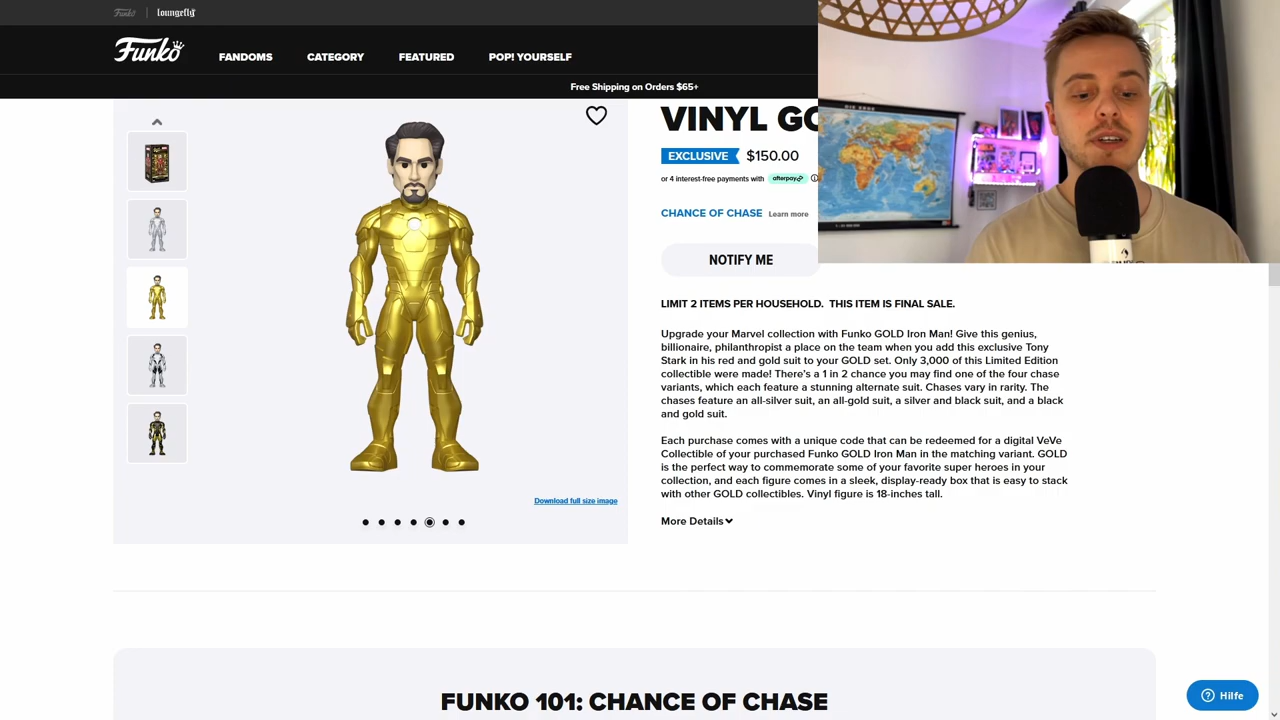 Funko
loungefly
Funko
FANDOMS
CATEGORY
FEATURED
POP! YOURSELF
Free Shipping on Orders $65+
VINYL GO
EXCLUSIVE $150.00
or 4 interest-free payments with afterpay
CHANCE OF CHASE Learn more
NOTIFY ME
LIMIT 2 ITEMS PER HOUSEHOLD. THIS ITEM IS FINAL SALE.
Upgrade your Marvel collection with Funko GOLD Iron Man! Give this genius,
billionaire, philanthropist a place on the team when you add this exclusive Tony
Stark in his red and gold suit to your GOLD set. Only 3,000 of this Limited Edition
collectible were made! There's a 1 in 2 chance you may find one of the four chase
variants, which each feature a stunning alternate suit. Chases vary in rarity. The
chases feature an all-silver suit, an all-gold suit, a silver and black suit, and a black
and gold suit.
Each purchase comes with a unique code that can be redeemed for a digital VeVe
Collectible of your purchased Funko GOLD Iron Man in the matching variant. GOLD
is the perfect way to commemorate some of your favorite super heroes in your
collection, and each figure comes in a sleek, display-ready box that is easy to stack
with other GOLD collectibles. Vinyl figure is 18-inches tall.
Download full size image
More Details
FUNKO 101: CHANCE OF CHASE
Hilfe